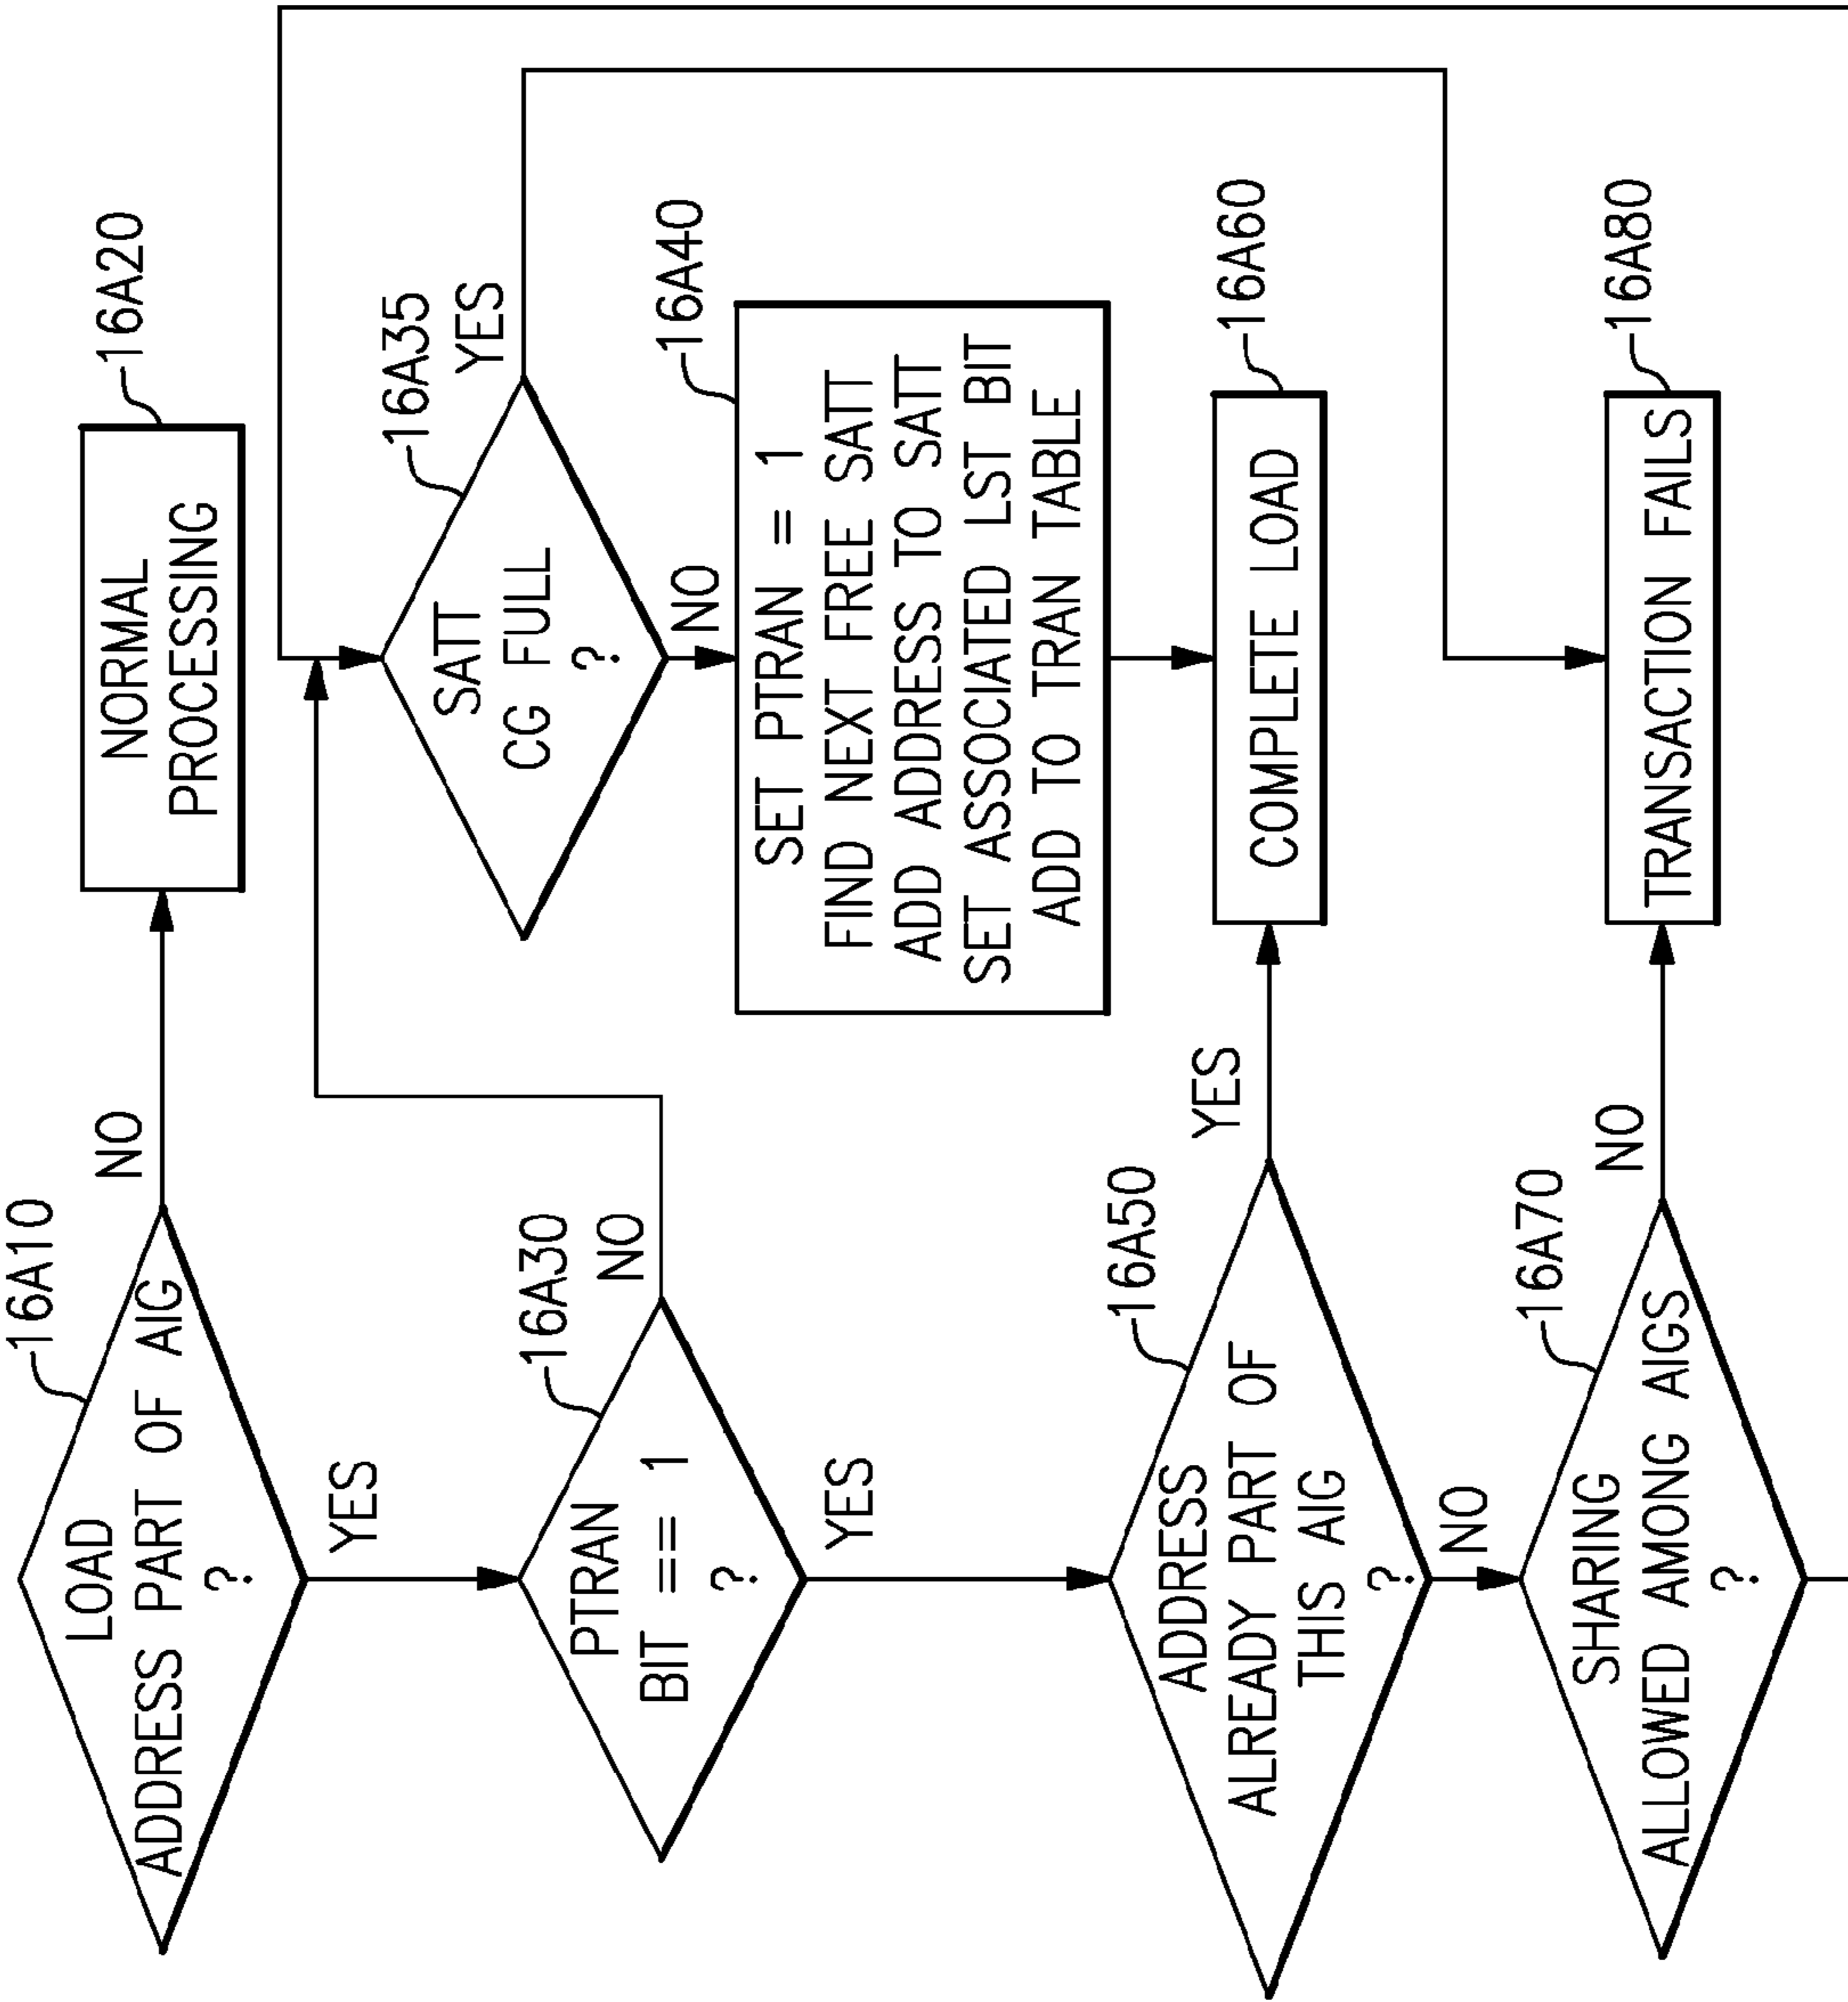 16A10
LOAD
ADDRESS PART OF AIG
?
NO
16A20
NORMAL
PROCESSING
YES
16A30
PTRAN
BIT == 1
?
NO
YES
16A35
SATT
CG FULL
?
YES
NO
16A40
SET PTRAN = 1
FIND NEXT FREE SATT
ADD ADDRESS TO SATT
SET ASSOCIATED LST BIT
ADD TO TRAN TABLE
16A50
ADDRESS
ALREADY PART OF
THIS AIG
?
YES
NO
16A60
COMPLETE LOAD
16A70
SHARING
ALLOWED AMONG AIGS
?
NO
16A80
TRANSACTION FAILS